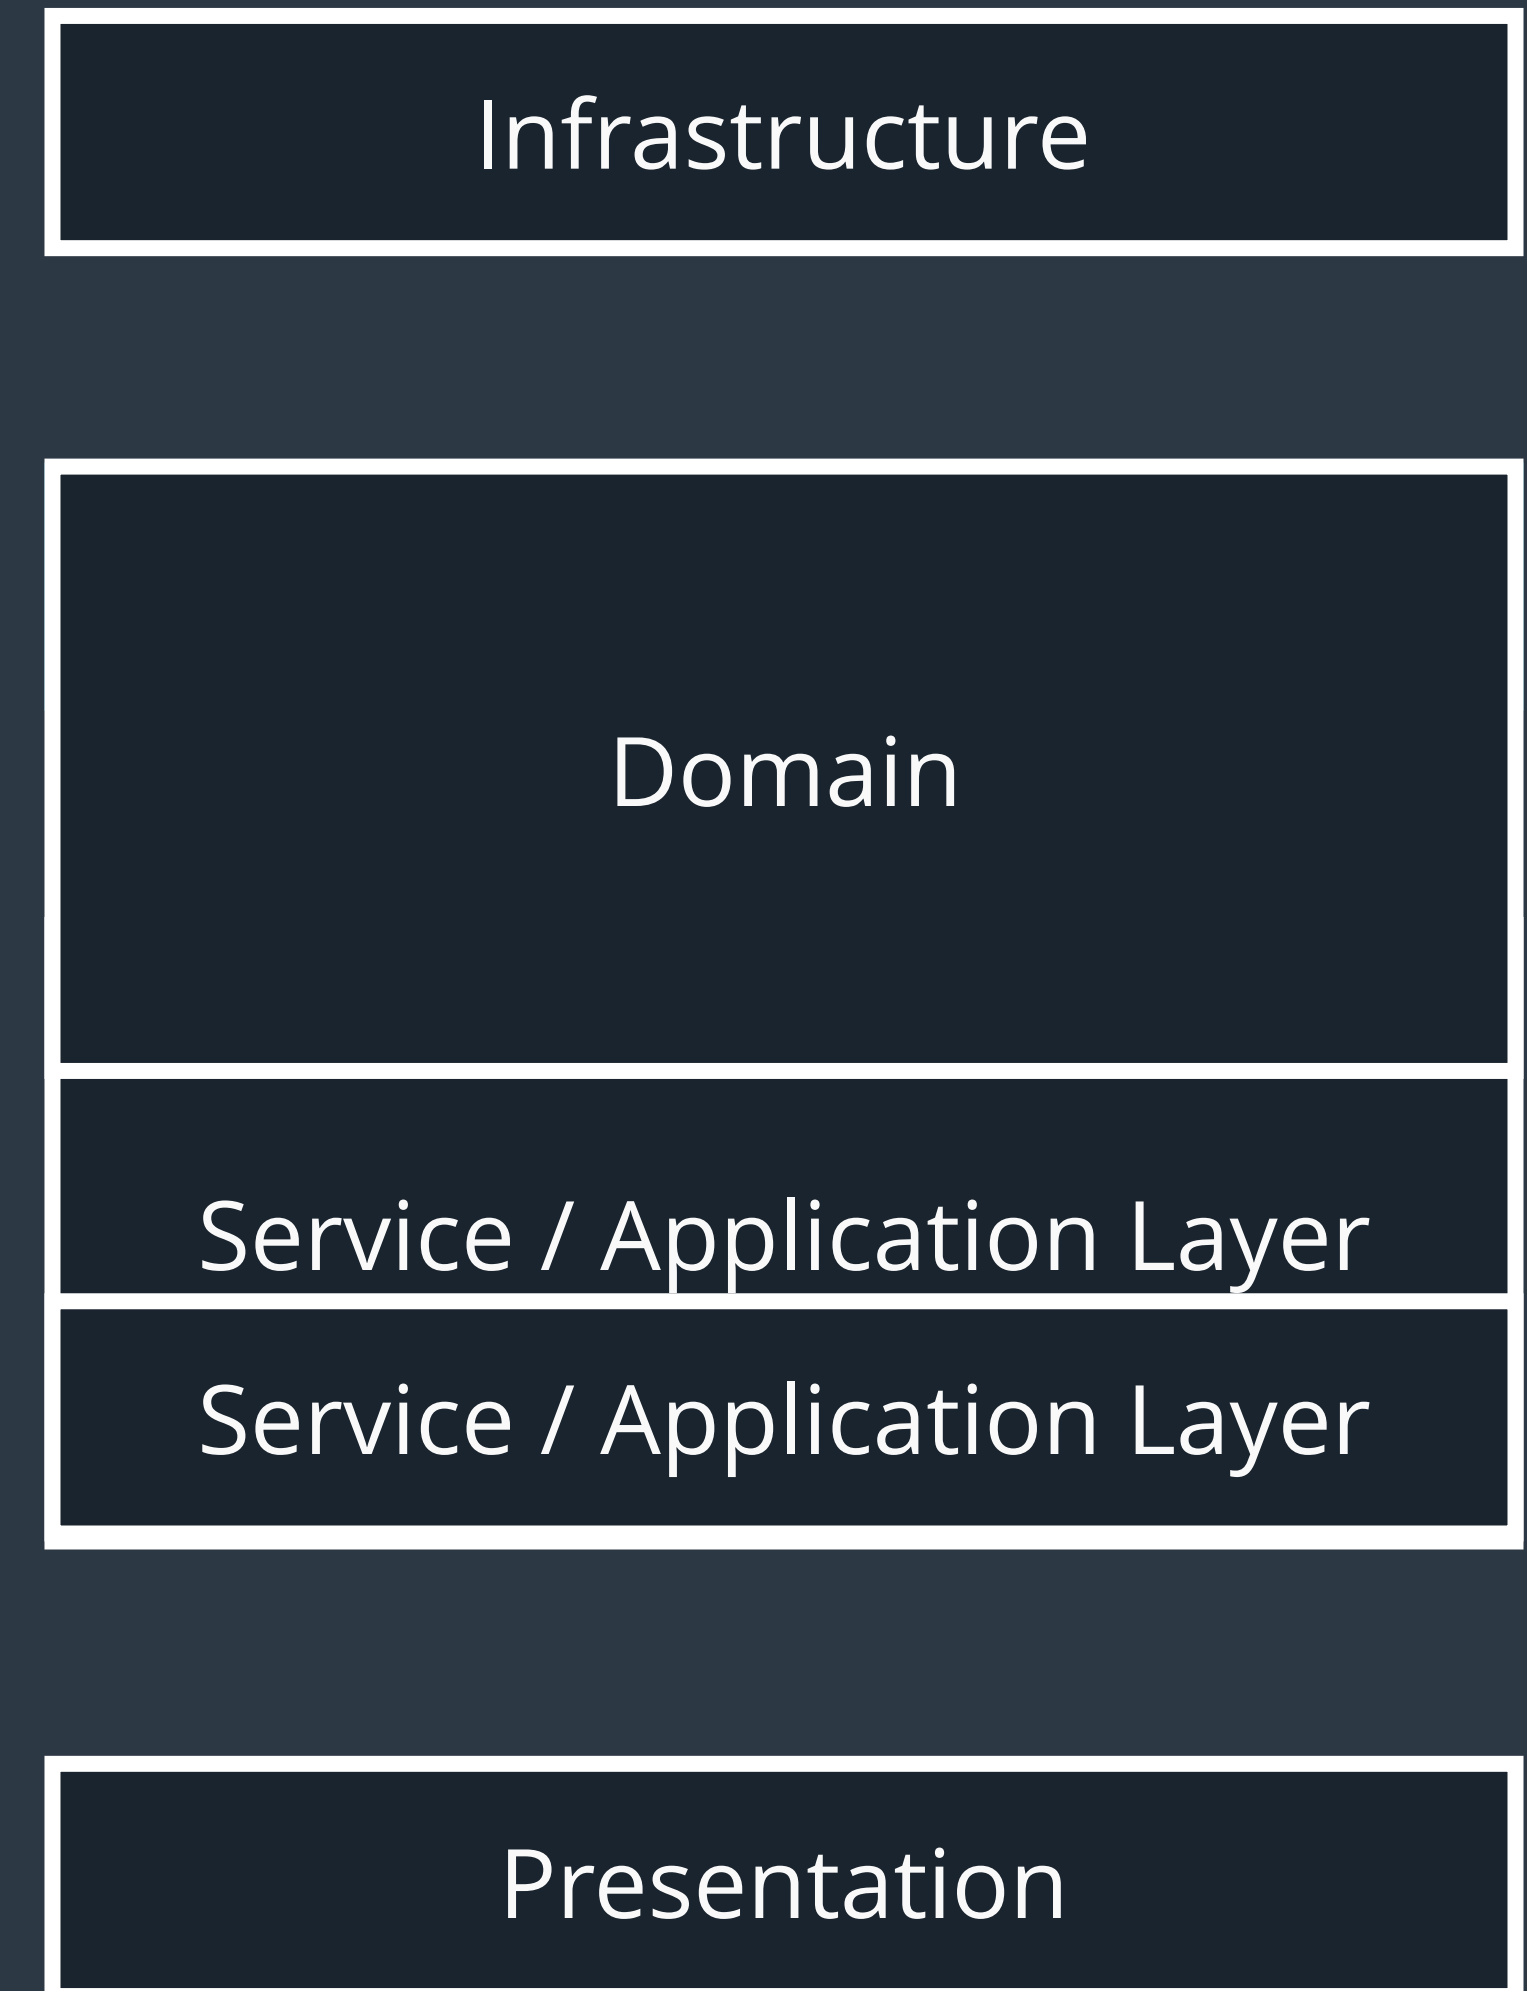 Infrastructure
Domain
Service / Application Layer
Service / Application Layer
Presentation